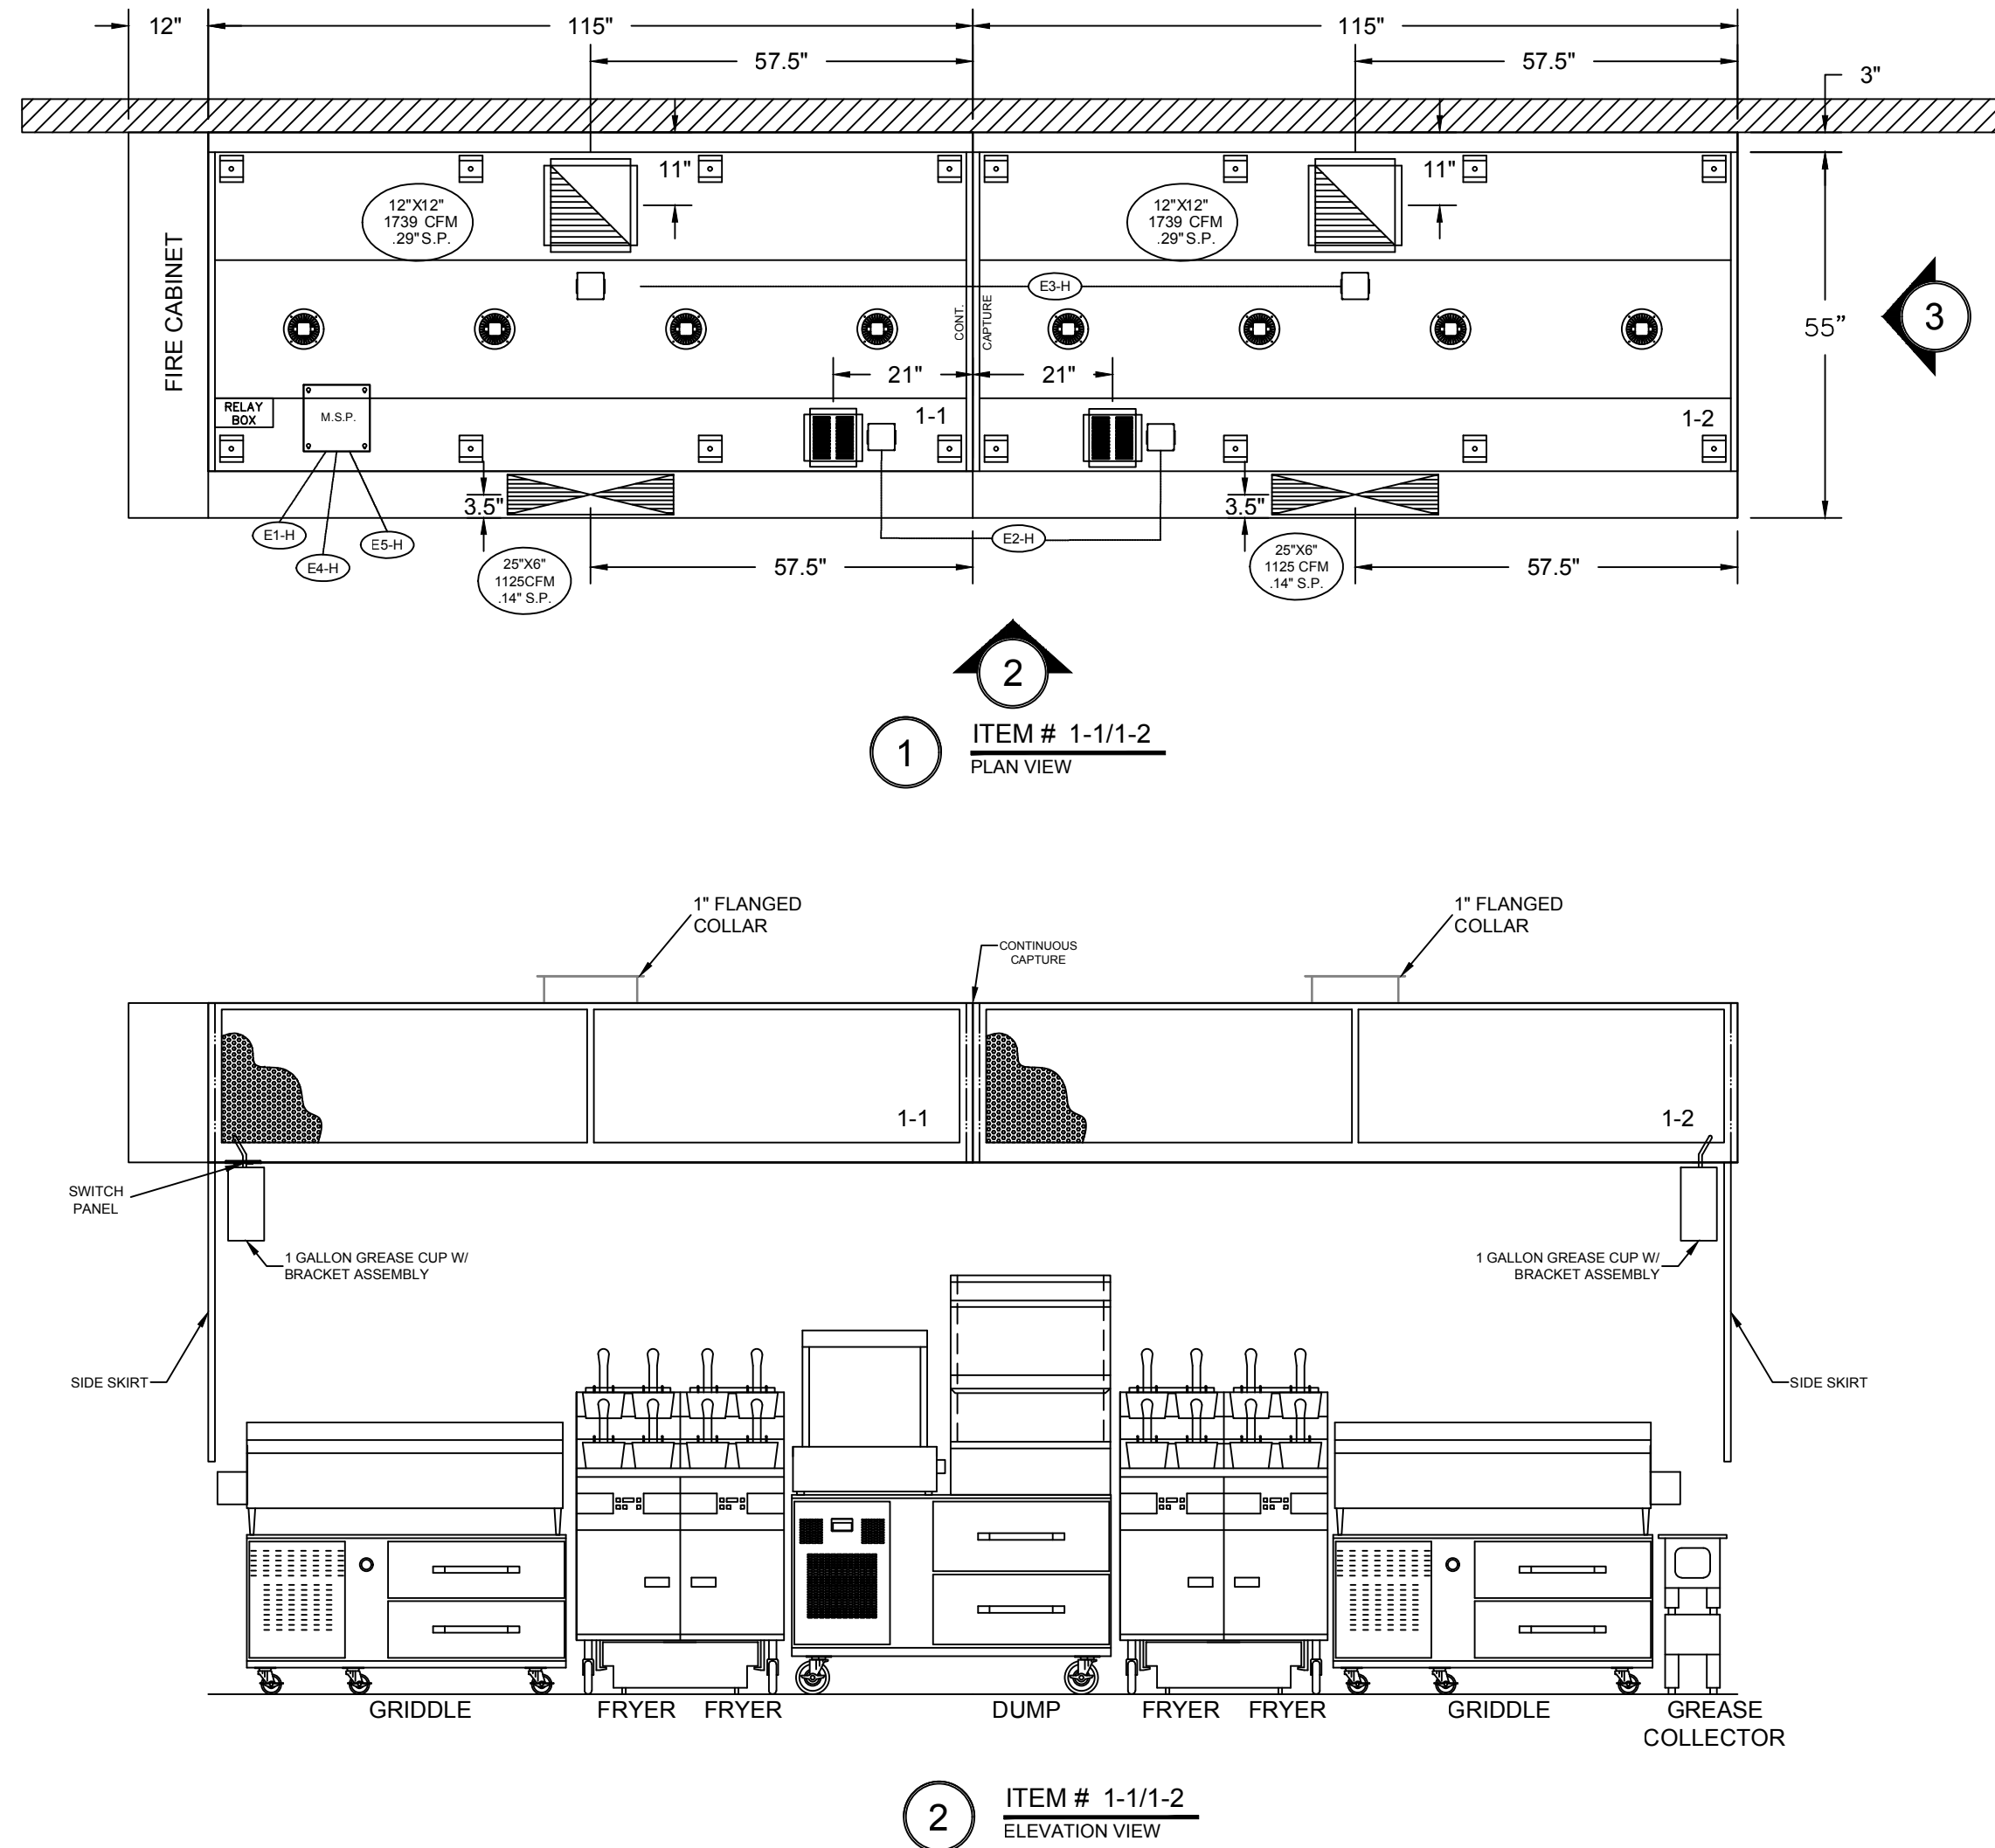 12"
115"
115"
57.5"
57.5"
3"
11"
11"
12"X12"
1739 CFM
.29" S.P.
12"X12"
1739 CFM
.29" S.P.
FIRE CABINET
E3-H
CONT.
CAPTURE
55"
3
21"
21"
RELAY
BOX
M.S.P.
1-1
1-2
3.5"
3.5"
E1-H
E4-H
E5-H
E2-H
25"X6"
1125CFM
.14" S.P.
57.5"
25"X6"
1125 CFM
.14" S.P.
57.5"
2
1
ITEM # 1-1/1-2
PLAN VIEW
1" FLANGED
COLLAR
1" FLANGED
COLLAR
CONTINUOUS
CAPTURE
1-1
1-2
SWITCH
PANEL
1 GALLON GREASE CUP W/
BRACKET ASSEMBLY
1 GALLON GREASE CUP W/
BRACKET ASSEMBLY
SIDE SKIRT
SIDE SKIRT
GRIDDLE
FRYER
FRYER
DUMP
FRYER
FRYER
GRIDDLE
GREASE
COLLECTOR
2
ITEM # 1-1/1-2
ELEVATION VIEW